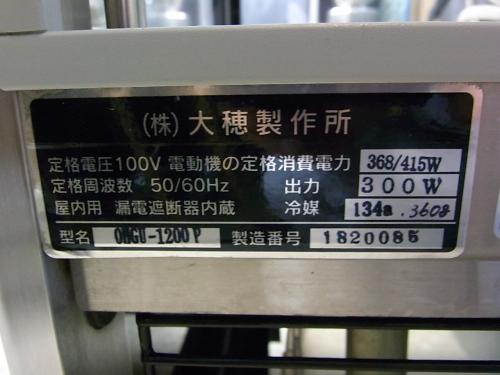 (株)大穂製作所
定格電圧100V 電動機の定格消費電力 368/415W
定格周波数 50/60Hz 出力 300W
屋内用 漏電遮断器内蔵 冷媒 134a .360g
型名 OHGU-1200P 製造番号 1820085